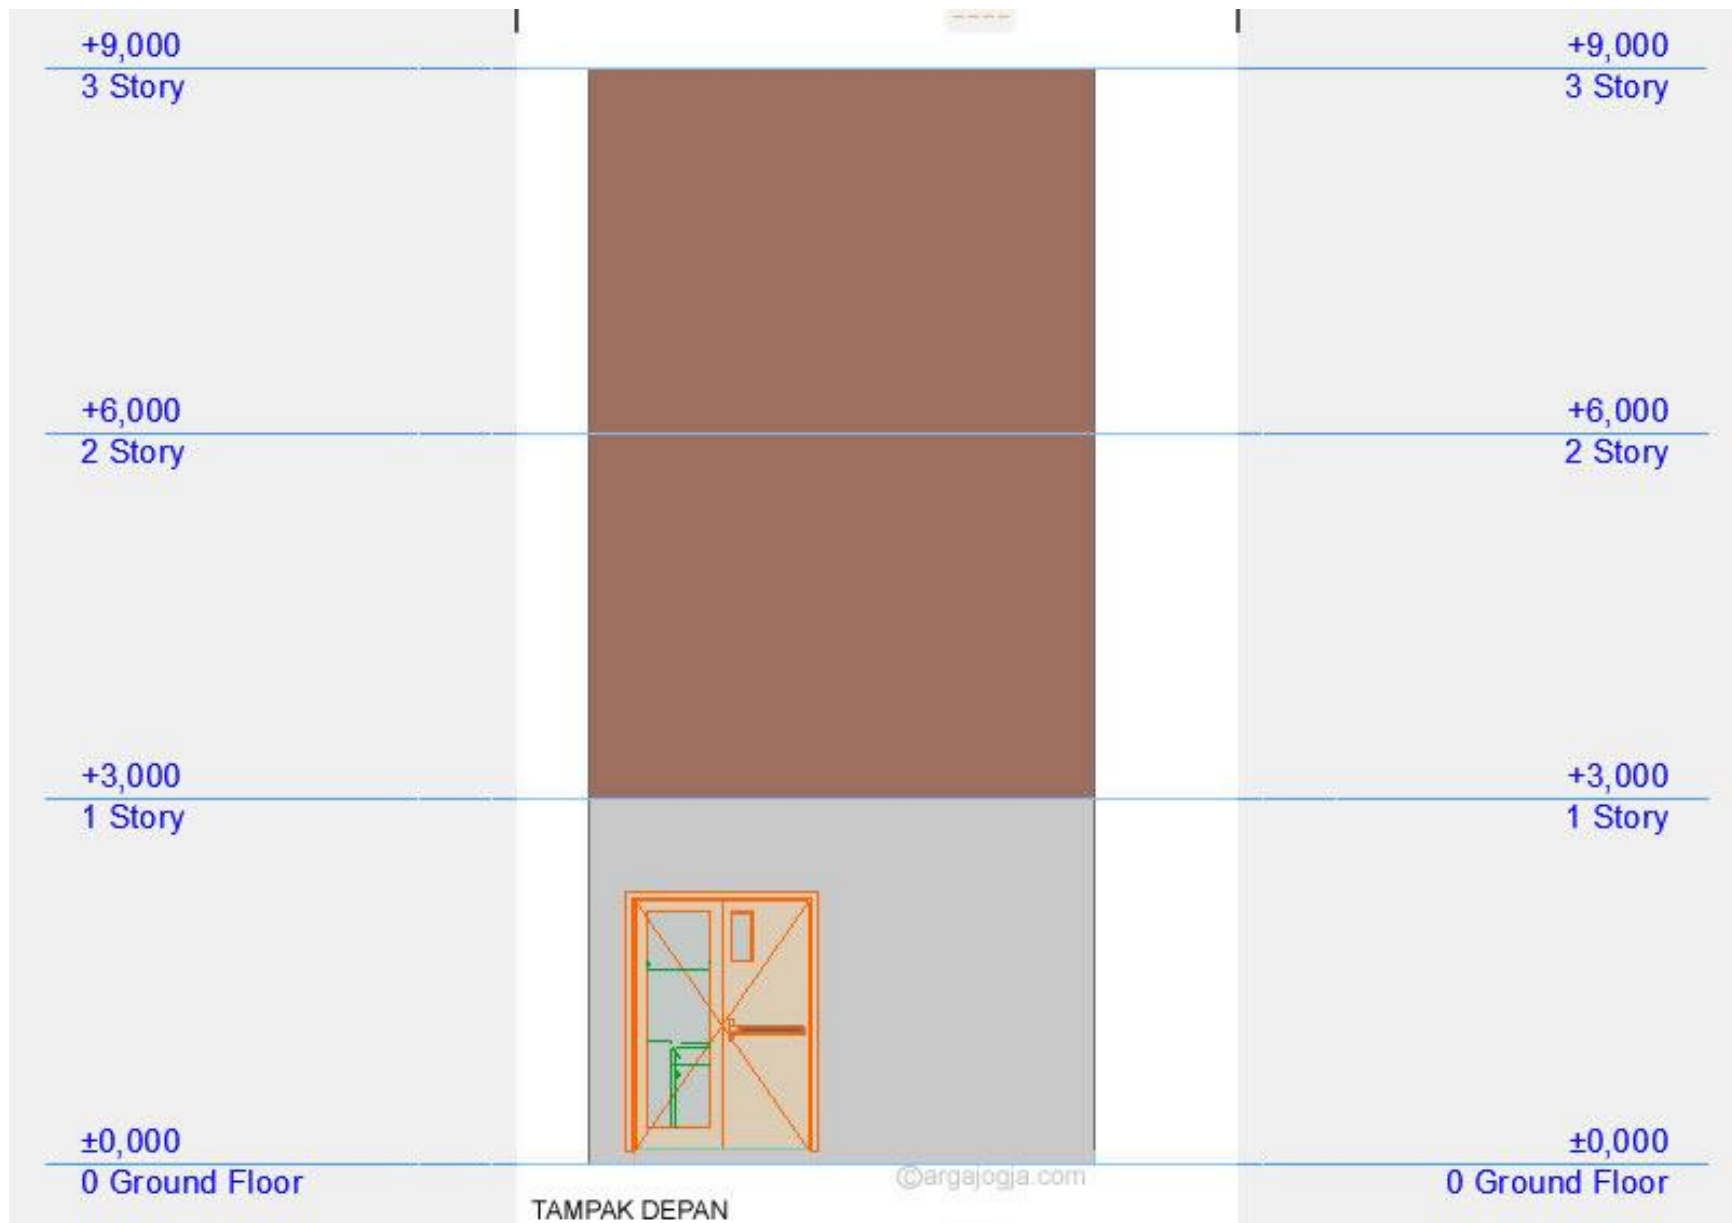 +9,000 +9,000
3 Story 3 Story
+6,000 +6,000
2 Story 2 Story
+3,000 +3,000
1 Story 1 Story
±0,000 ±0,000
0 Ground Floor ©argajogja.com 0 Ground Floor
TAMPAK DEPAN